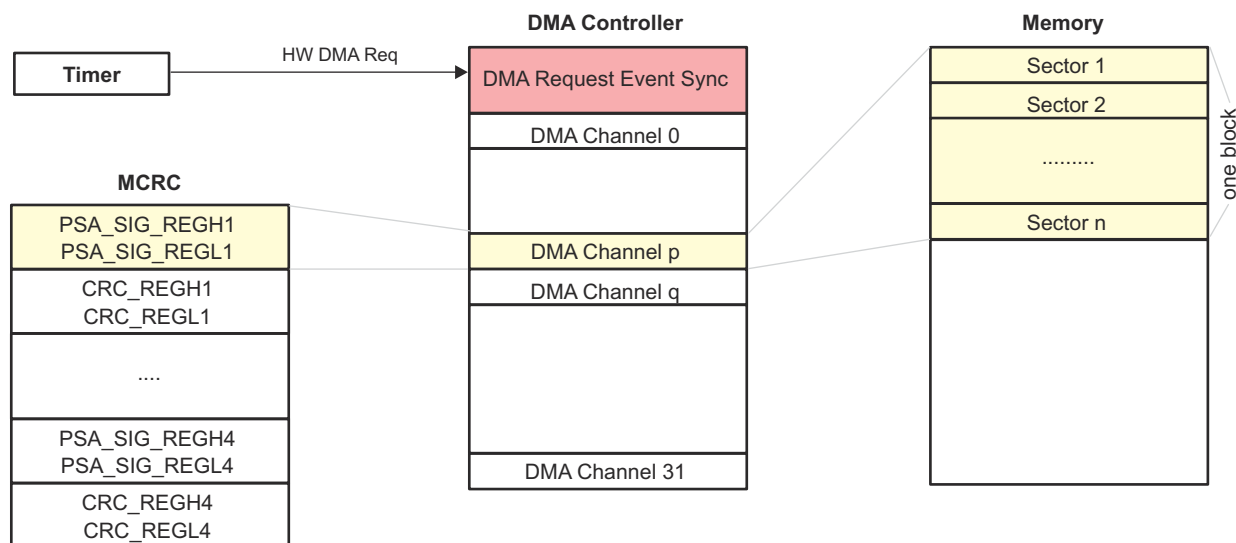 DMA Controller
Memory
Timer
HW DMA Req
DMA Request Event Sync
DMA Channel 0
DMA Channel p
DMA Channel q
DMA Channel 31
Sector 1
Sector 2
.........
Sector n
one block
MCRC
PSA_SIG_REGH1
PSA_SIG_REGL1
CRC_REGH1
CRC_REGL1
....
PSA_SIG_REGH4
PSA_SIG_REGL4
CRC_REGH4
CRC_REGL4